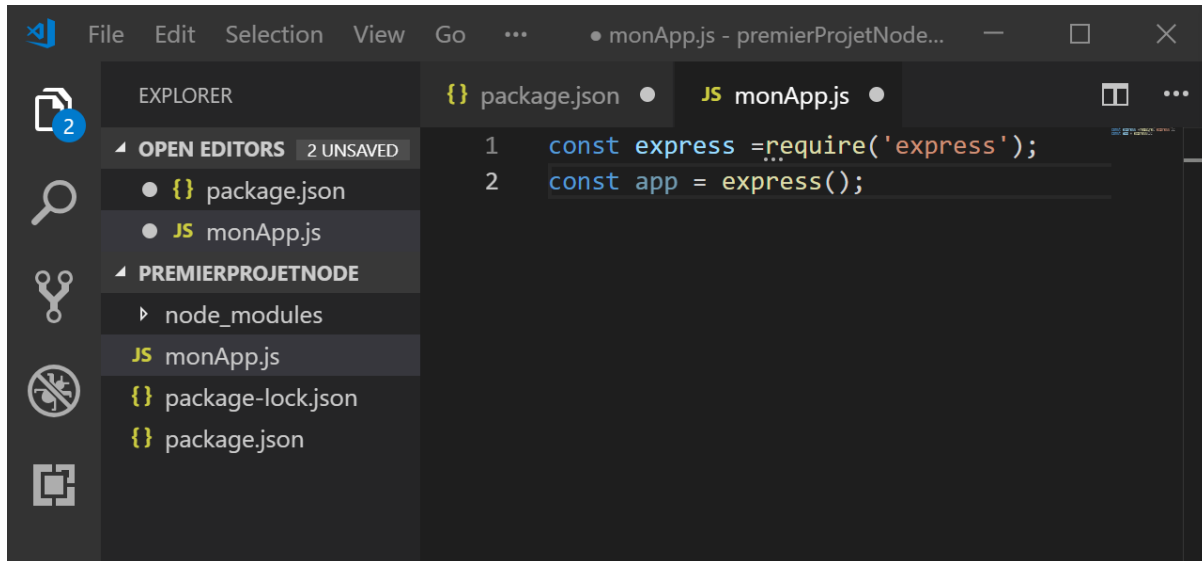 File Edit Selection View Go ••• ● monApp.js - premierProjetNode...
2
EXPLORER
OPEN EDITORS 2 UNSAVED
● {} package.json
● JS monApp.js
PREMIERPROJETNODE
node_modules
JS monApp.js
{} package-lock.json
{} package.json
{} package.json ● JS monApp.js ● •••
1 const express =require('express');
2 const app = express();